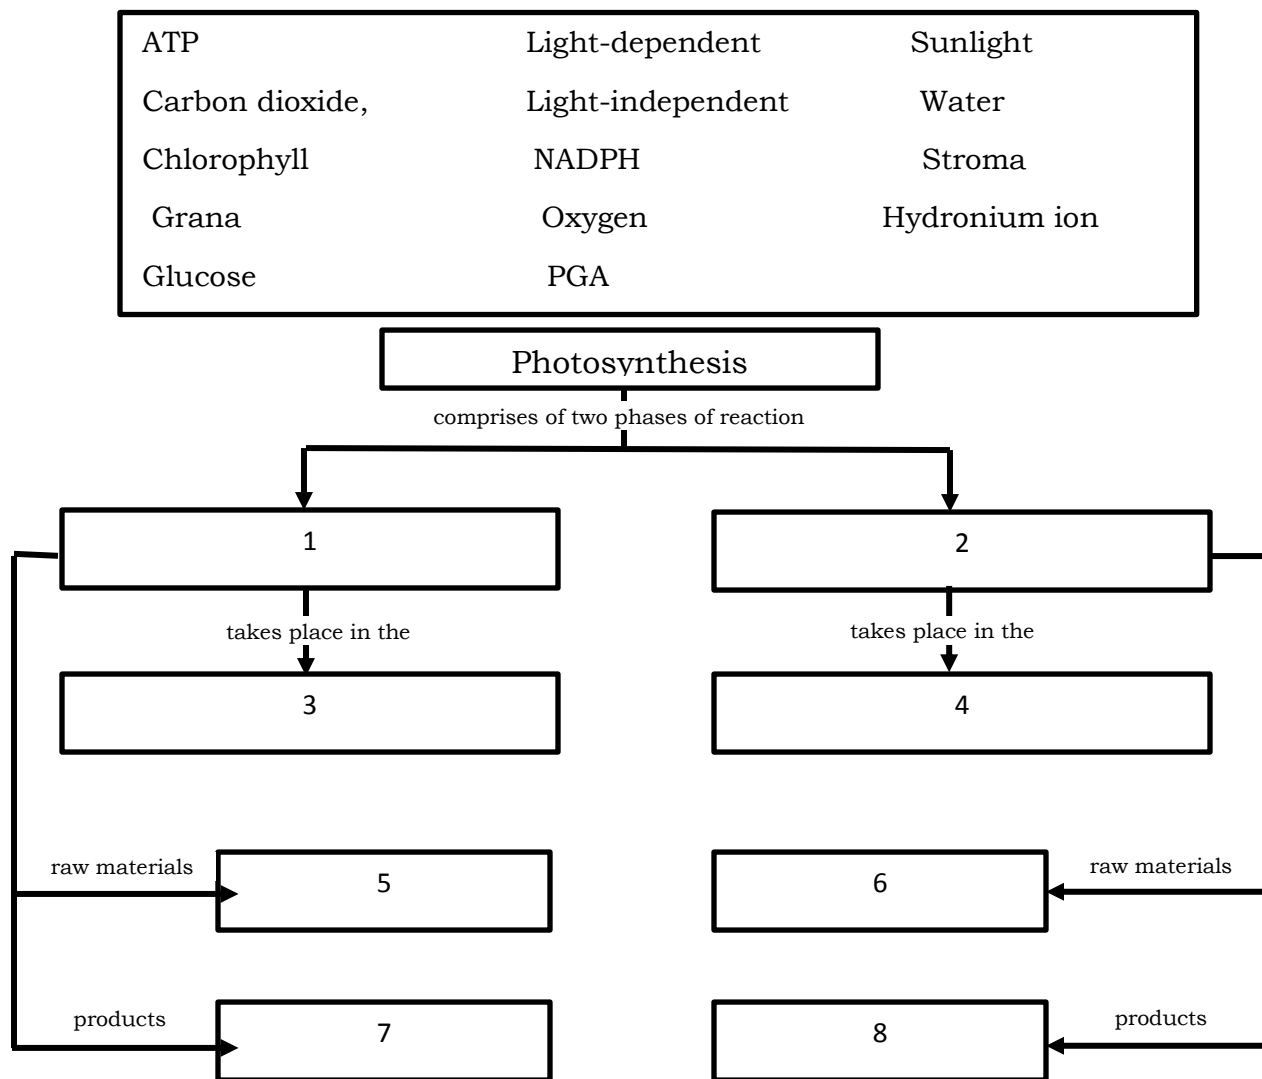 ATP Light-dependent Sunlight
Carbon dioxide, Light-independent Water
Chlorophyll NADPH Stroma
Grana Oxygen Hydronium ion
Glucose PGA
Photosynthesis
comprises of two phases of reaction
1 2
takes place in the takes place in the
3 4
raw materials 5 6 raw materials
products 7 8 products